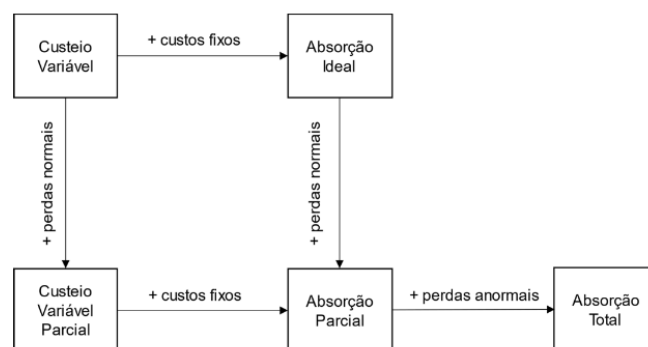 Custeio
Variável
+ custos fixos
Absorção
Ideal
+ perdas normais
+ perdas normais
Custeio
Variável
Parcial
+ custos fixos
Absorção
Parcial
+ perdas anormais
Absorção
Total